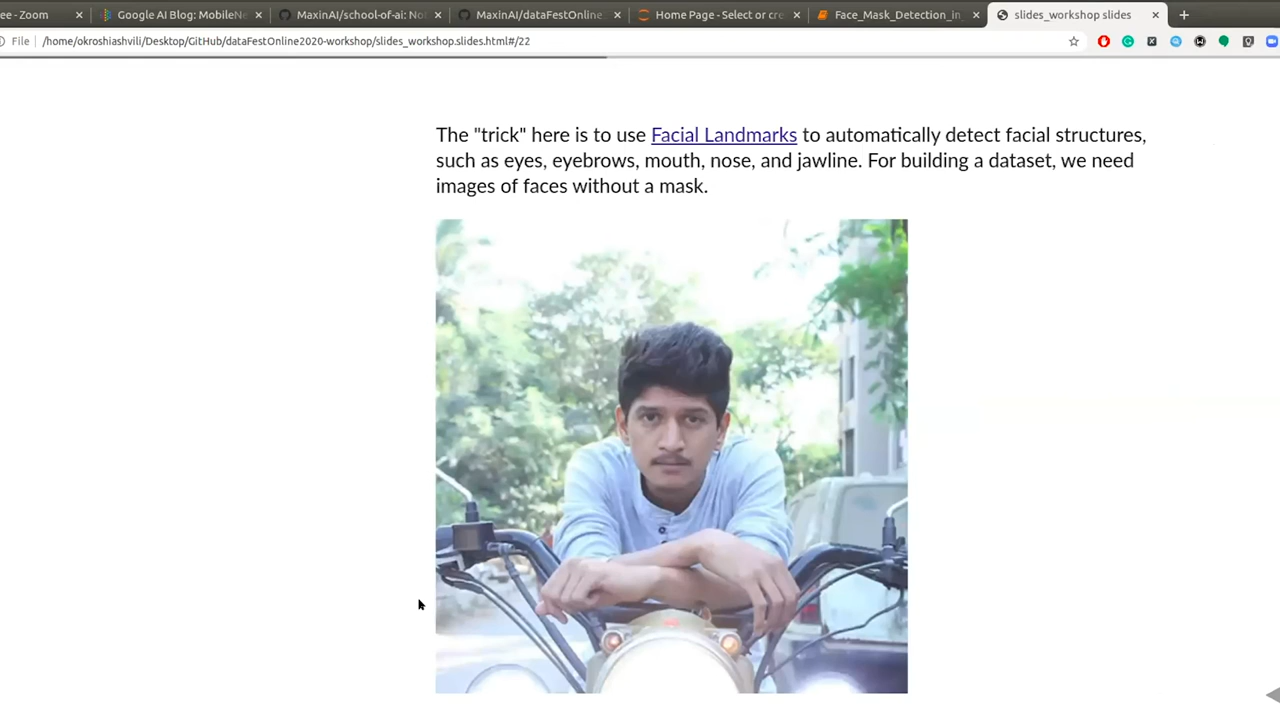 ee - Zoom
Google AI Blog: MobileNe
MaxinAI/school-of-ai: No
MaxinAI/dataFestOnline
Home Page - Select or cre
Face_Mask_Detection_in
slides_workshop slides
File /home/okroshiashvili/Desktop/GitHub/dataFestOnline2020-workshop/slides_workshop.slides.html#/22
The "trick" here is to use Facial Landmarks to automatically detect facial structures,
such as eyes, eyebrows, mouth, nose, and jawline. For building a dataset, we need
images of faces without a mask.